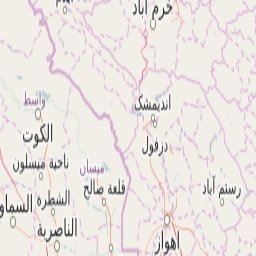 خرم آباد
اندیمشک
واسط
الكوت
دزفول
ناحية ميسلون
ميسان
قلعة صالح
رستم آباد
الشطرة
الناصرية
اهواز